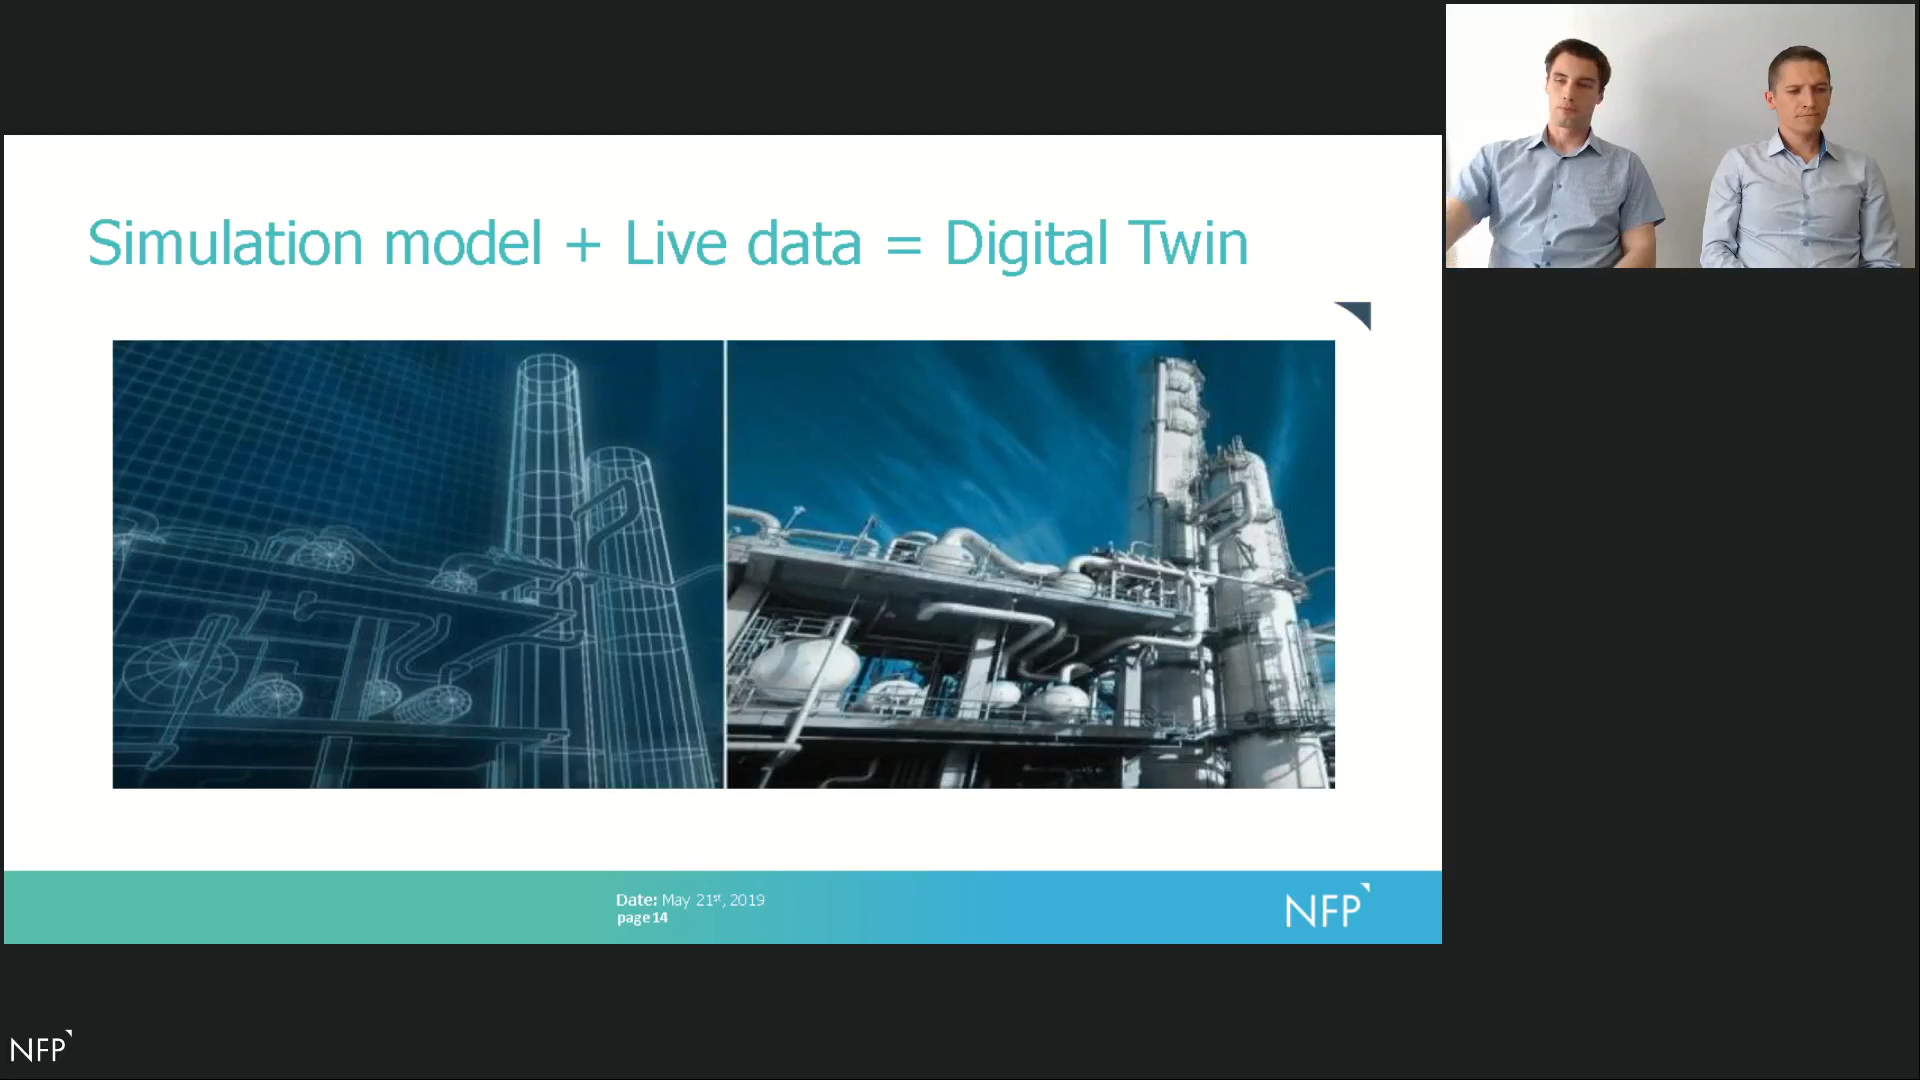 Simulation model + Live data = Digital Twin
Date: May 21st, 2019
page 14
NFP
NFP